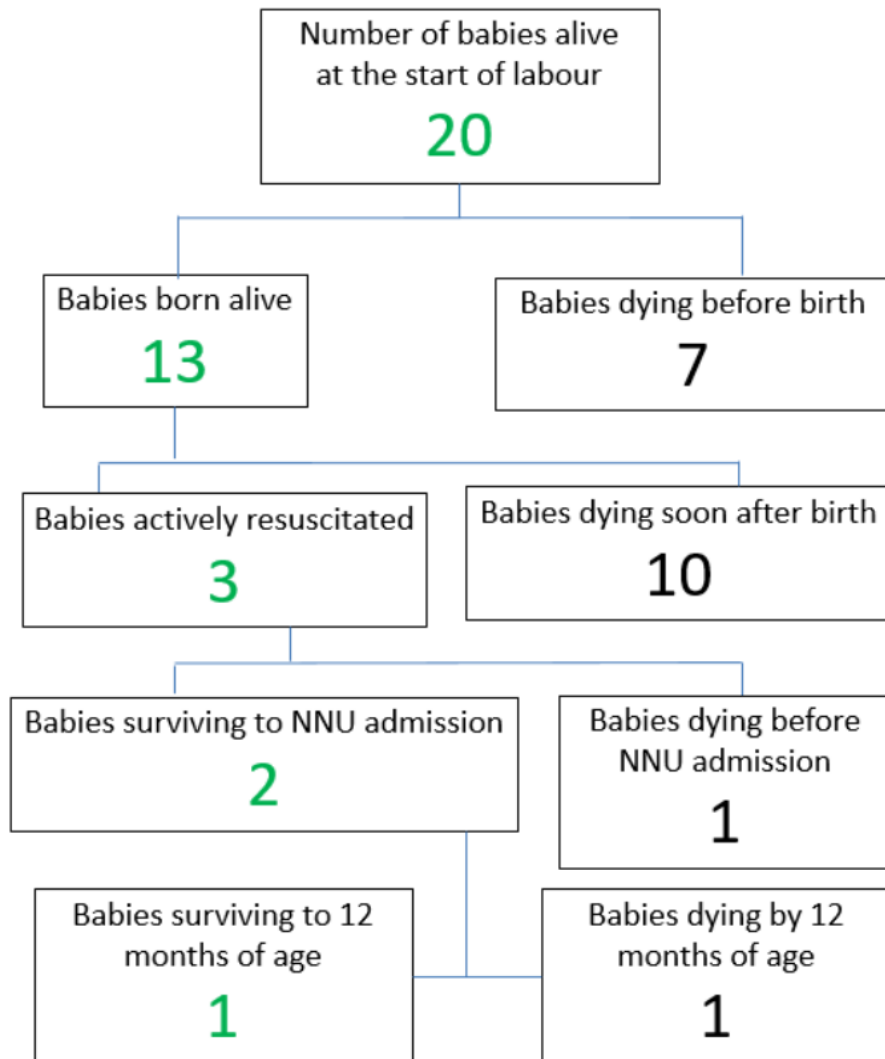 Number of babies alive
at the start of labour
20
Babies born alive
13
Babies dying before birth
7
Babies actively resuscitated
3
Babies dying soon after birth
10
Babies surviving to NNU admission
2
Babies dying before
NNU admission
1
Babies surviving to 12
months of age
1
Babies dying by 12
months of age
1